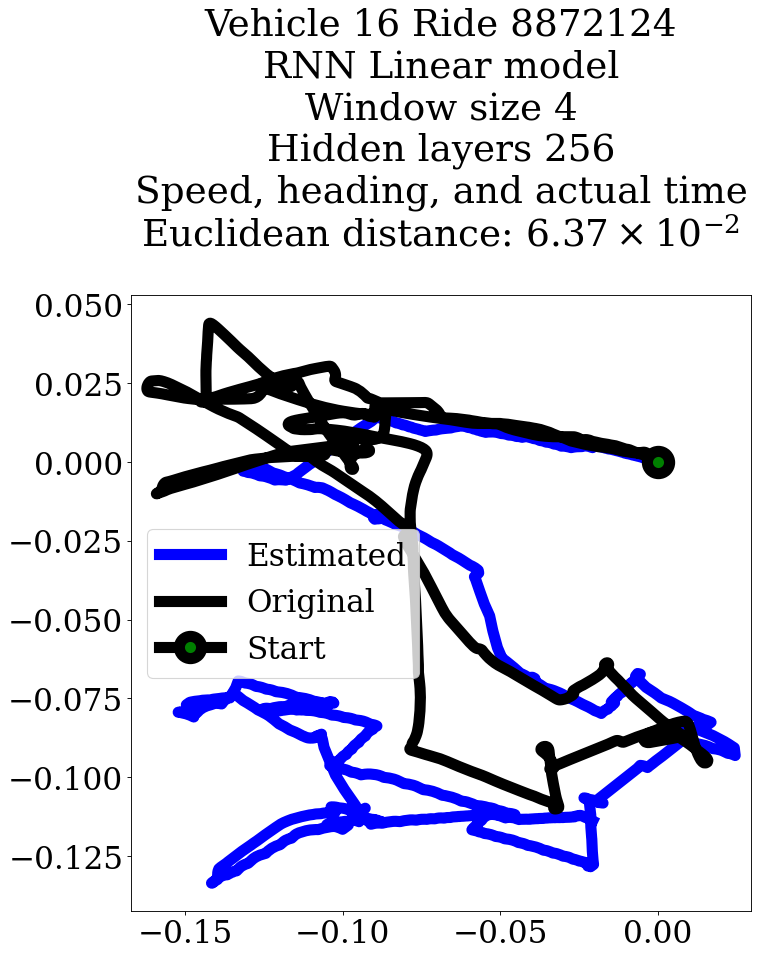 Vehicle 16 Ride 8872124
RNN Linear model
Window size 4
Hidden layers 256
Speed, heading, and actual time
Euclidean distance: 6.37 × 10⁻²
0.050
0.025
0.000
−0.025
−0.050
−0.075
−0.100
−0.125
Estimated
Original
Start
−0.15 −0.10 −0.05 0.00